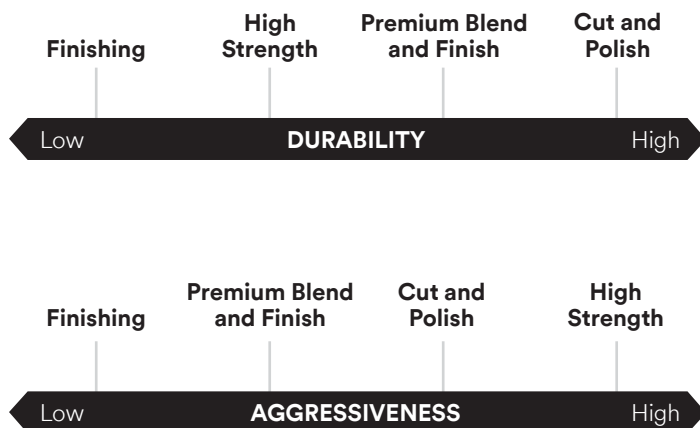 Finishing
High
Strength
Premium Blend
and Finish
Cut and
Polish
Low DURABILITY High
Finishing
Premium Blend
and Finish
Cut and
Polish
High
Strength
Low AGGRESSIVENESS High